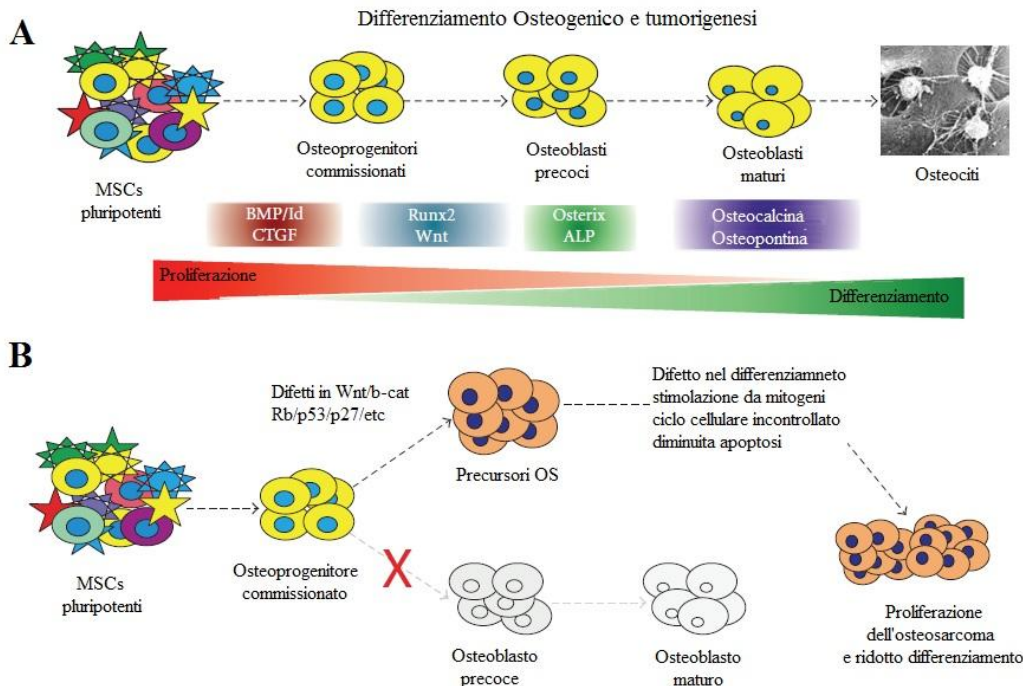 Differenziamento Osteogenico e tumorigenesi
A
MSCs
pluripotenti
Osteoprogenitori
commissionati
Osteoblasti
precoci
Osteoblasti
maturi
Osteociti
BMP/Id
CTGF
Runx2
Wnt
Osterix
ALP
Osteocalcina
Osteopontina
Proliferazione
Differenziamento
B
Difetti in Wnt/b-cat
Rb/p53/p27/etc
Precursori OS
Difetto nel differenziamneto
stimolazione da mitogeni
ciclo cellulare incontrollato
diminuita apoptosi
MSCs
pluripotenti
Osteoprogenitore
commissionato
X
Osteoblasto
precoce
Osteoblasto
maturo
Proliferazione
dell'osteosarcoma
e ridotto differenziamento